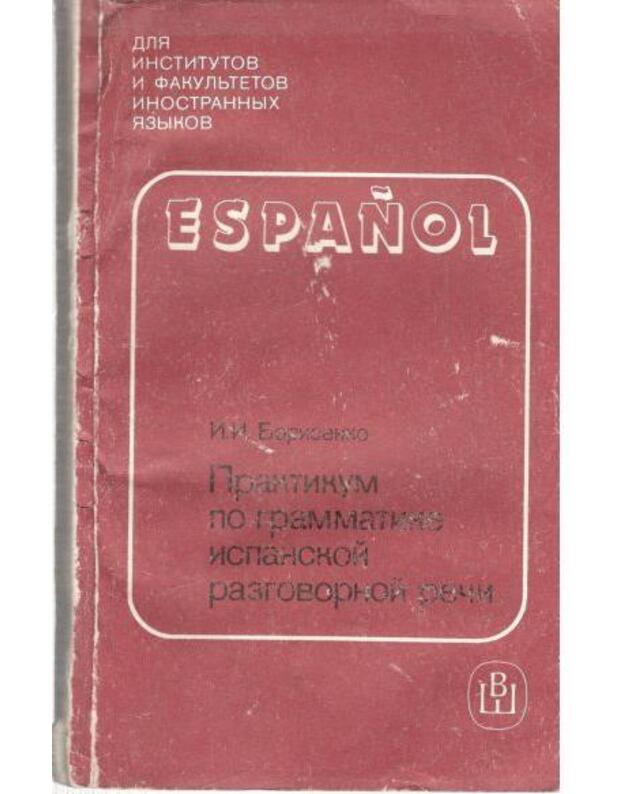 ДЛЯ
ИНСТИТУТОВ
И ФАКУЛЬТЕТОВ
ИНОСТРАННЫХ
ЯЗЫКОВ
ESPAÑOL
И.И. Борисенко
Практикум
по грамматике
испанской
разговорной речи
ВШ